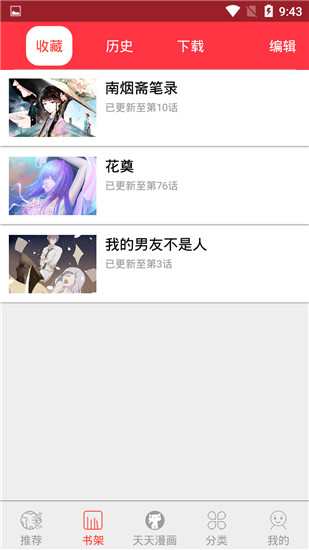 9:43
收藏 历史 下载 编辑
南烟斋笔录
已更新至第10话
花奠
已更新至第76话
我的男友不是人
已更新至第3话
推荐 书架 天天漫画 分类 我的